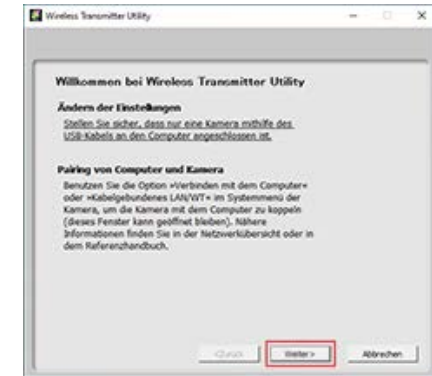 Wireless Transmitter Utility
Willkommen bei Wireless Transmitter Utility
Ändern der Einstellungen
Stellen Sie sicher, dass nur eine Kamera mithilfe des
USB-Kabels an den Computer angeschlossen ist.
Pairing von Computer und Kamera
Benutzen Sie die Option »Verbinden mit dem Computer«
oder »Kabelgebundenes LAN/WT« im Systemmenü der
Kamera, um die Kamera mit dem Computer zu koppeln
(dieses Fenster kann geöffnet bleiben). Nähere
Informationen finden Sie in der Netzwerkübersicht oder in
dem Referenzhandbuch.
<Zurück
Weiter>
Abbrechen